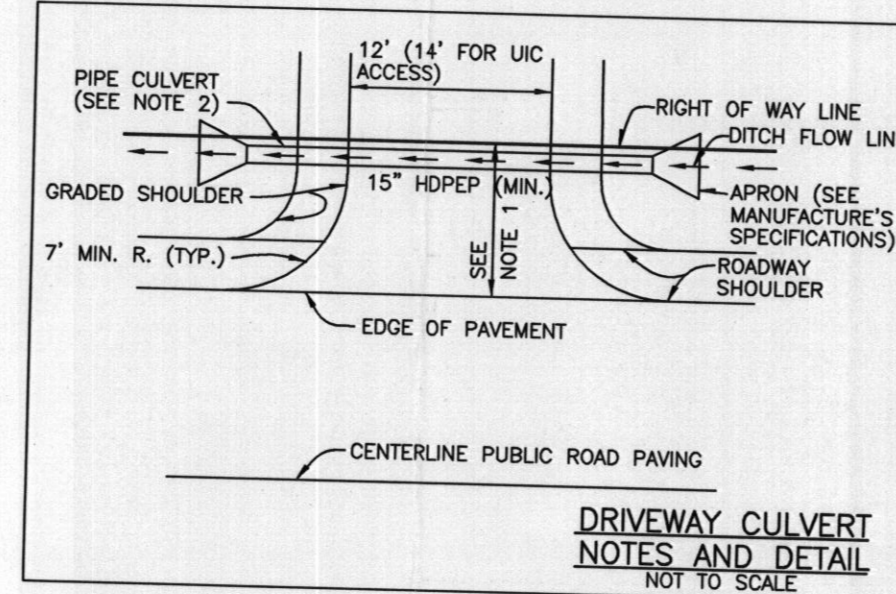 12' (14' FOR UIC
ACCESS)
PIPE CULVERT
(SEE NOTE 2)
RIGHT OF WAY LINE
DITCH FLOW LIN
15" HDPEP (MIN.)
GRADED SHOULDER
APRON (SEE
MANUFACTURE'S
SPECIFICATIONS)
7' MIN. R. (TYP.)
SEE
NOTE 1
ROADWAY
SHOULDER
EDGE OF PAVEMENT
CENTERLINE PUBLIC ROAD PAVING
DRIVEWAY CULVERT
NOTES AND DETAIL
NOT TO SCALE